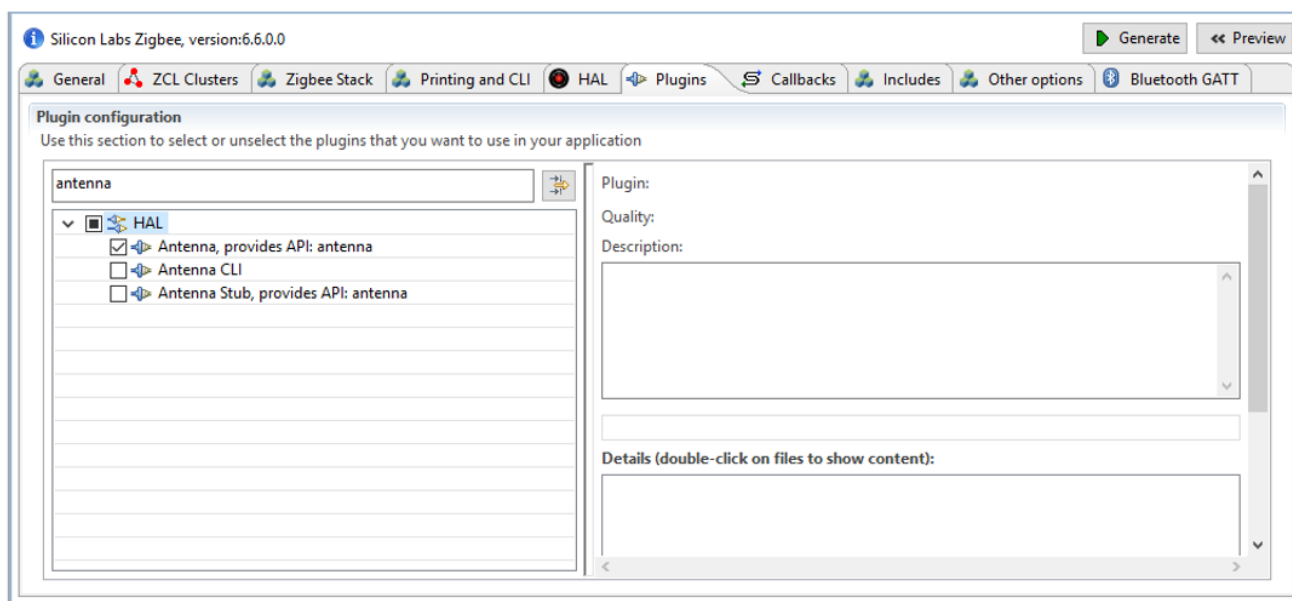 Silicon Labs Zigbee, version:6.6.0.0
Generate
Preview
General ZCL Clusters Zigbee Stack Printing and CLI HAL Plugins Callbacks Includes Other options Bluetooth GATT
Plugin configuration
Use this section to select or unselect the plugins that you want to use in your application
antenna
HAL
Antenna, provides API: antenna
Antenna CLI
Antenna Stub, provides API: antenna
Plugin:
Quality:
Description:
Details (double-click on files to show content):